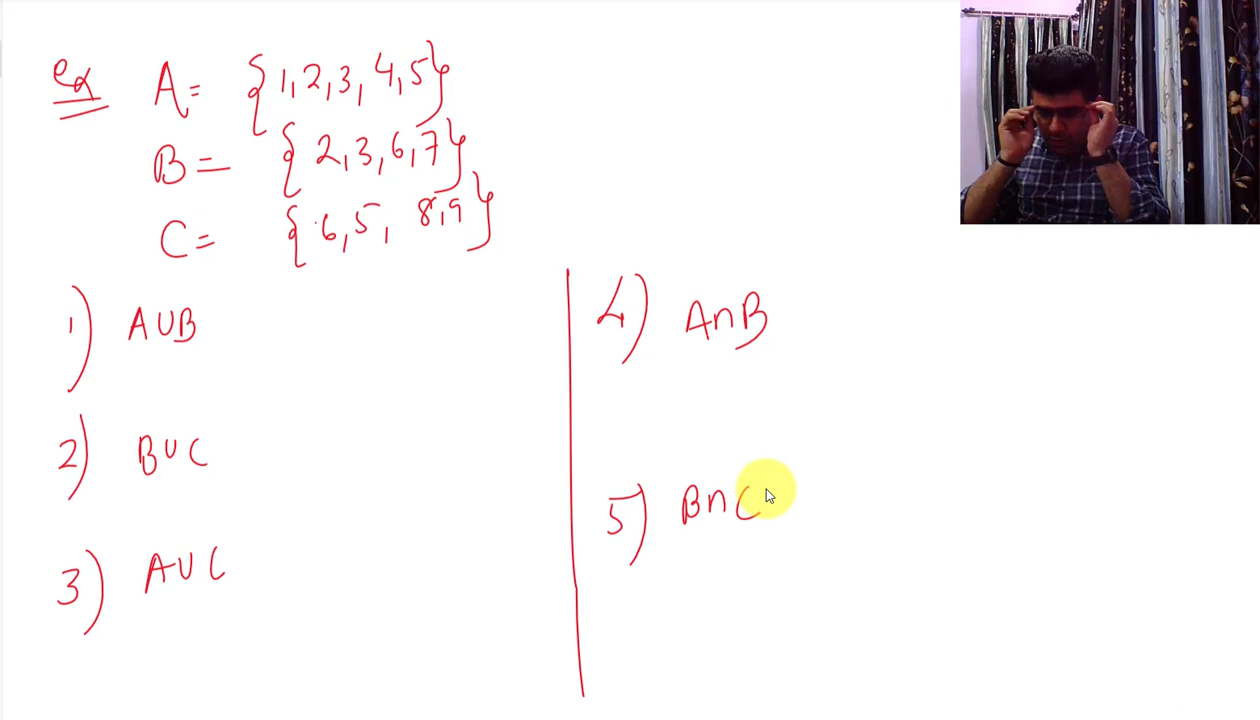 ex A = {1, 2, 3, 4, 5}
B = {2, 3, 6, 7}
C = {6, 5, 8, 9}
1) A∪B
2) B∪C
3) A∪C
4) A∩B
5) B∩C